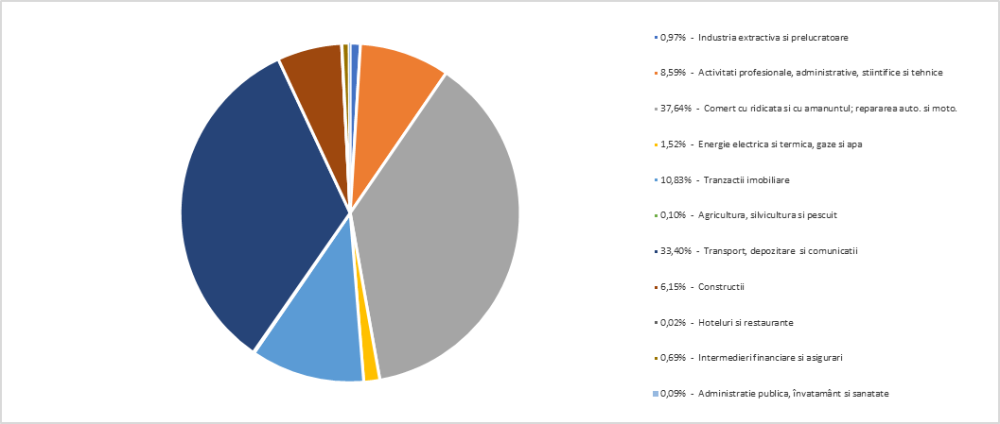 0,97% - Industria extractiva si prelucratoare
8,59% - Activitati profesionale, administrative, stiintifice si tehnice
37,64% - Comert cu ridicata si cu amanuntul; repararea auto. si moto.
1,52% - Energie electrica si termica, gaze si apa
10,83% - Tranzactii imobiliare
0,10% - Agricultura, silvicultura si pescuit
33,40% - Transport, depozitare si comunicatii
6,15% - Constructii
0,02% - Hoteluri si restaurante
0,69% - Intermedieri financiare si asigurari
0,09% - Administratie publica, învatamânt si sanatate